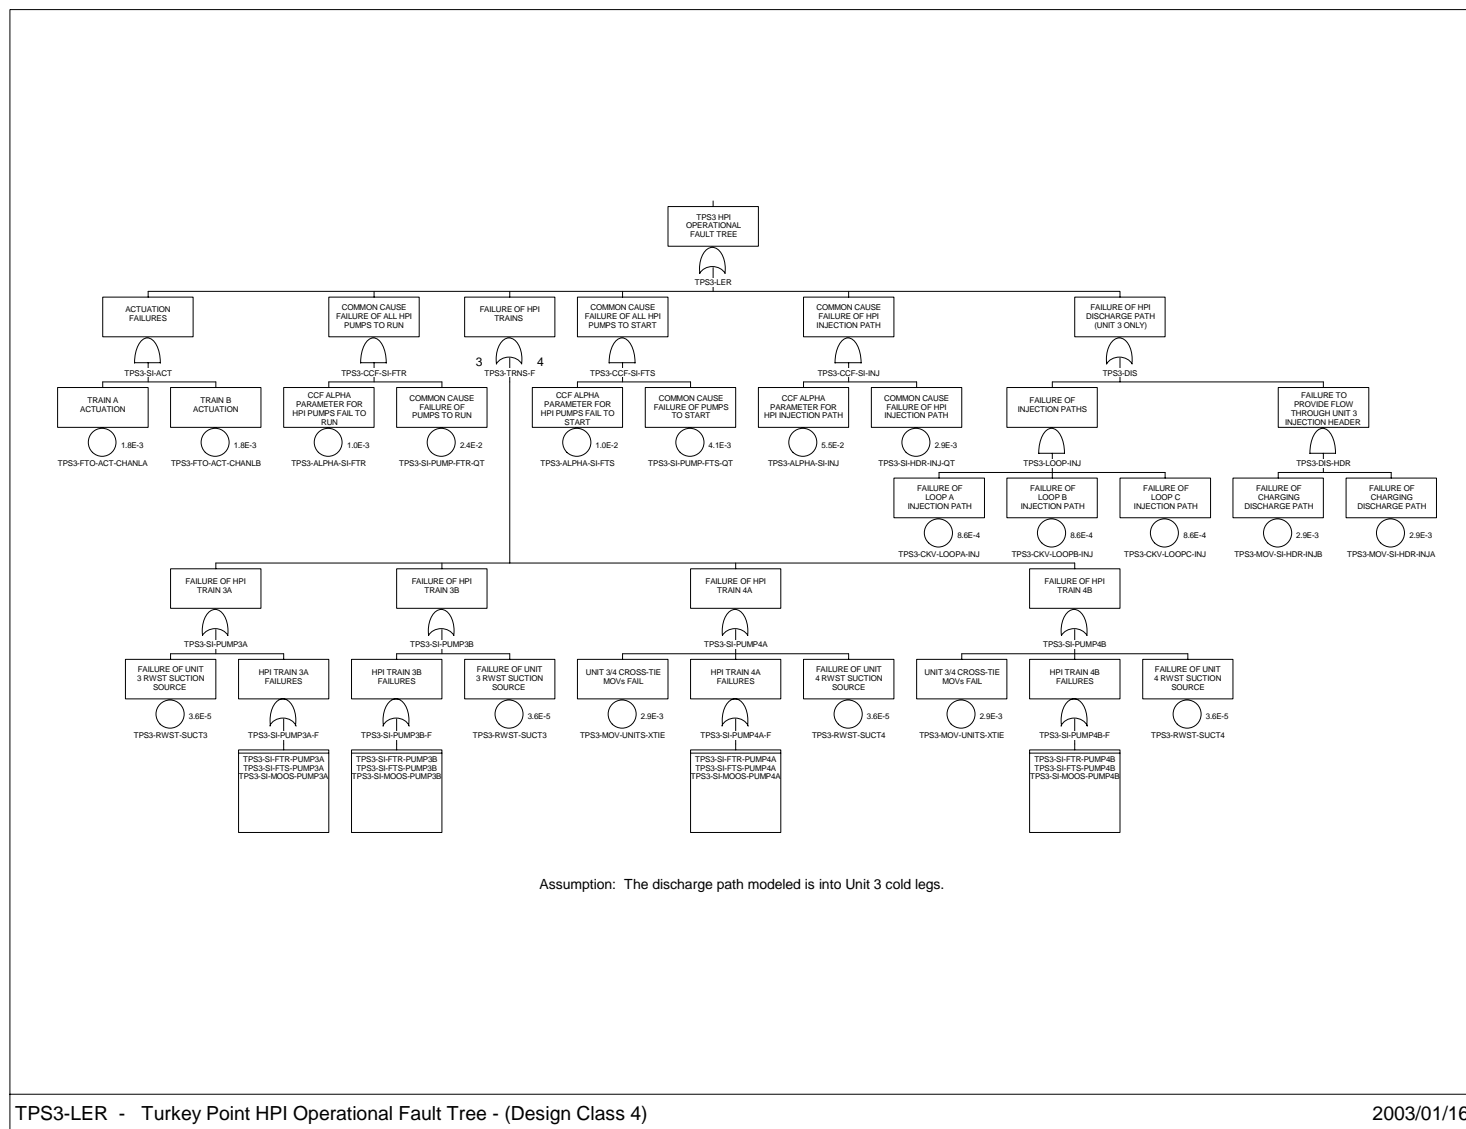 TPS3 HPI
OPERATIONAL
FAULT TREE
TPS3-LER
ACTUATION
FAILURES
TPS3-SI-ACT
COMMON CAUSE
FAILURE OF ALL HPI
PUMPS TO RUN
TPS3-CCF-SI-FTR
FAILURE OF HPI
TRAINS
3 4
TPS3-TRNS-F
COMMON CAUSE
FAILURE OF ALL HPI
PUMPS TO START
TPS3-CCF-SI-FTS
COMMON CAUSE
FAILURE OF HPI
INJECTION PATH
TPS3-CCF-SI-INJ
FAILURE OF HPI
DISCHARGE PATH
(UNIT 3 ONLY)
TPS3-DIS
TRAIN A
ACTUATION
1.8E-3
TPS3-FTO-ACT-CHANLA
TRAIN B
ACTUATION
1.8E-3
TPS3-FTO-ACT-CHANLB
CCF ALPHA
PARAMETER FOR
HPI PUMPS FAIL TO
RUN
1.0E-3
TPS3-ALPHA-SI-FTR
COMMON CAUSE
FAILURE OF
PUMPS TO RUN
2.4E-2
TPS3-SI-PUMP-FTR-QT
CCF ALPHA
PARAMETER FOR
HPI PUMPS FAIL TO
START
1.0E-2
TPS3-ALPHA-SI-FTS
COMMON CAUSE
FAILURE OF PUMPS
TO START
4.1E-3
TPS3-SI-PUMP-FTS-QT
CCF ALPHA
PARAMETER FOR
HPI INJECTION PATH
5.5E-2
TPS3-ALPHA-SI-INJ
COMMON CAUSE
FAILURE OF HPI
INJECTION PATH
2.9E-3
TPS3-SI-HDR-INJ-QT
FAILURE OF
INJECTION PATHS
TPS3-LOOP-INJ
FAILURE TO
PROVIDE FLOW
THROUGH UNIT 3
INJECTION HEADER
TPS3-DIS-HDR
FAILURE OF
LOOP A
INJECTION PATH
8.6E-4
TPS3-CKV-LOOPA-INJ
FAILURE OF
LOOP B
INJECTION PATH
8.6E-4
TPS3-CKV-LOOPB-INJ
FAILURE OF
LOOP C
INJECTION PATH
8.6E-4
TPS3-CKV-LOOPC-INJ
FAILURE OF
CHARGING
DISCHARGE PATH
2.9E-3
TPS3-MOV-SI-HDR-INJB
FAILURE OF
CHARGING
DISCHARGE PATH
2.9E-3
TPS3-MOV-SI-HDR-INJA
FAILURE OF HPI
TRAIN 3A
TPS3-SI-PUMP3A
FAILURE OF HPI
TRAIN 3B
TPS3-SI-PUMP3B
FAILURE OF HPI
TRAIN 4A
TPS3-SI-PUMP4A
FAILURE OF HPI
TRAIN 4B
TPS3-SI-PUMP4B
FAILURE OF UNIT
3 RWST SUCTION
SOURCE
3.6E-5
TPS3-RWST-SUCT3
HPI TRAIN 3A
FAILURES
TPS3-SI-PUMP3A-F
HPI TRAIN 3B
FAILURES
TPS3-SI-PUMP3B-F
FAILURE OF UNIT
3 RWST SUCTION
SOURCE
3.6E-5
TPS3-RWST-SUCT3
UNIT 3/4 CROSS-TIE
MOVs FAIL
2.9E-3
TPS3-MOV-UNITS-XTIE
HPI TRAIN 4A
FAILURES
TPS3-SI-PUMP4A-F
FAILURE OF UNIT
4 RWST SUCTION
SOURCE
3.6E-5
TPS3-RWST-SUCT4
UNIT 3/4 CROSS-TIE
MOVs FAIL
2.9E-3
TPS3-MOV-UNITS-XTIE
HPI TRAIN 4B
FAILURES
TPS3-SI-PUMP4B-F
FAILURE OF UNIT
4 RWST SUCTION
SOURCE
3.6E-5
TPS3-RWST-SUCT4
TPS3-SI-FTR-PUMP3A
TPS3-SI-FTS-PUMP3A
TPS3-SI-MOOS-PUMP3A
TPS3-SI-FTR-PUMP3B
TPS3-SI-FTS-PUMP3B
TPS3-SI-MOOS-PUMP3B
TPS3-SI-FTR-PUMP4A
TPS3-SI-FTS-PUMP4A
TPS3-SI-MOOS-PUMP4A
TPS3-SI-FTR-PUMP4B
TPS3-SI-FTS-PUMP4B
TPS3-SI-MOOS-PUMP4B
Assumption: The discharge path modeled is into Unit 3 cold legs.
TPS3-LER - Turkey Point HPI Operational Fault Tree - (Design Class 4) 2003/01/16